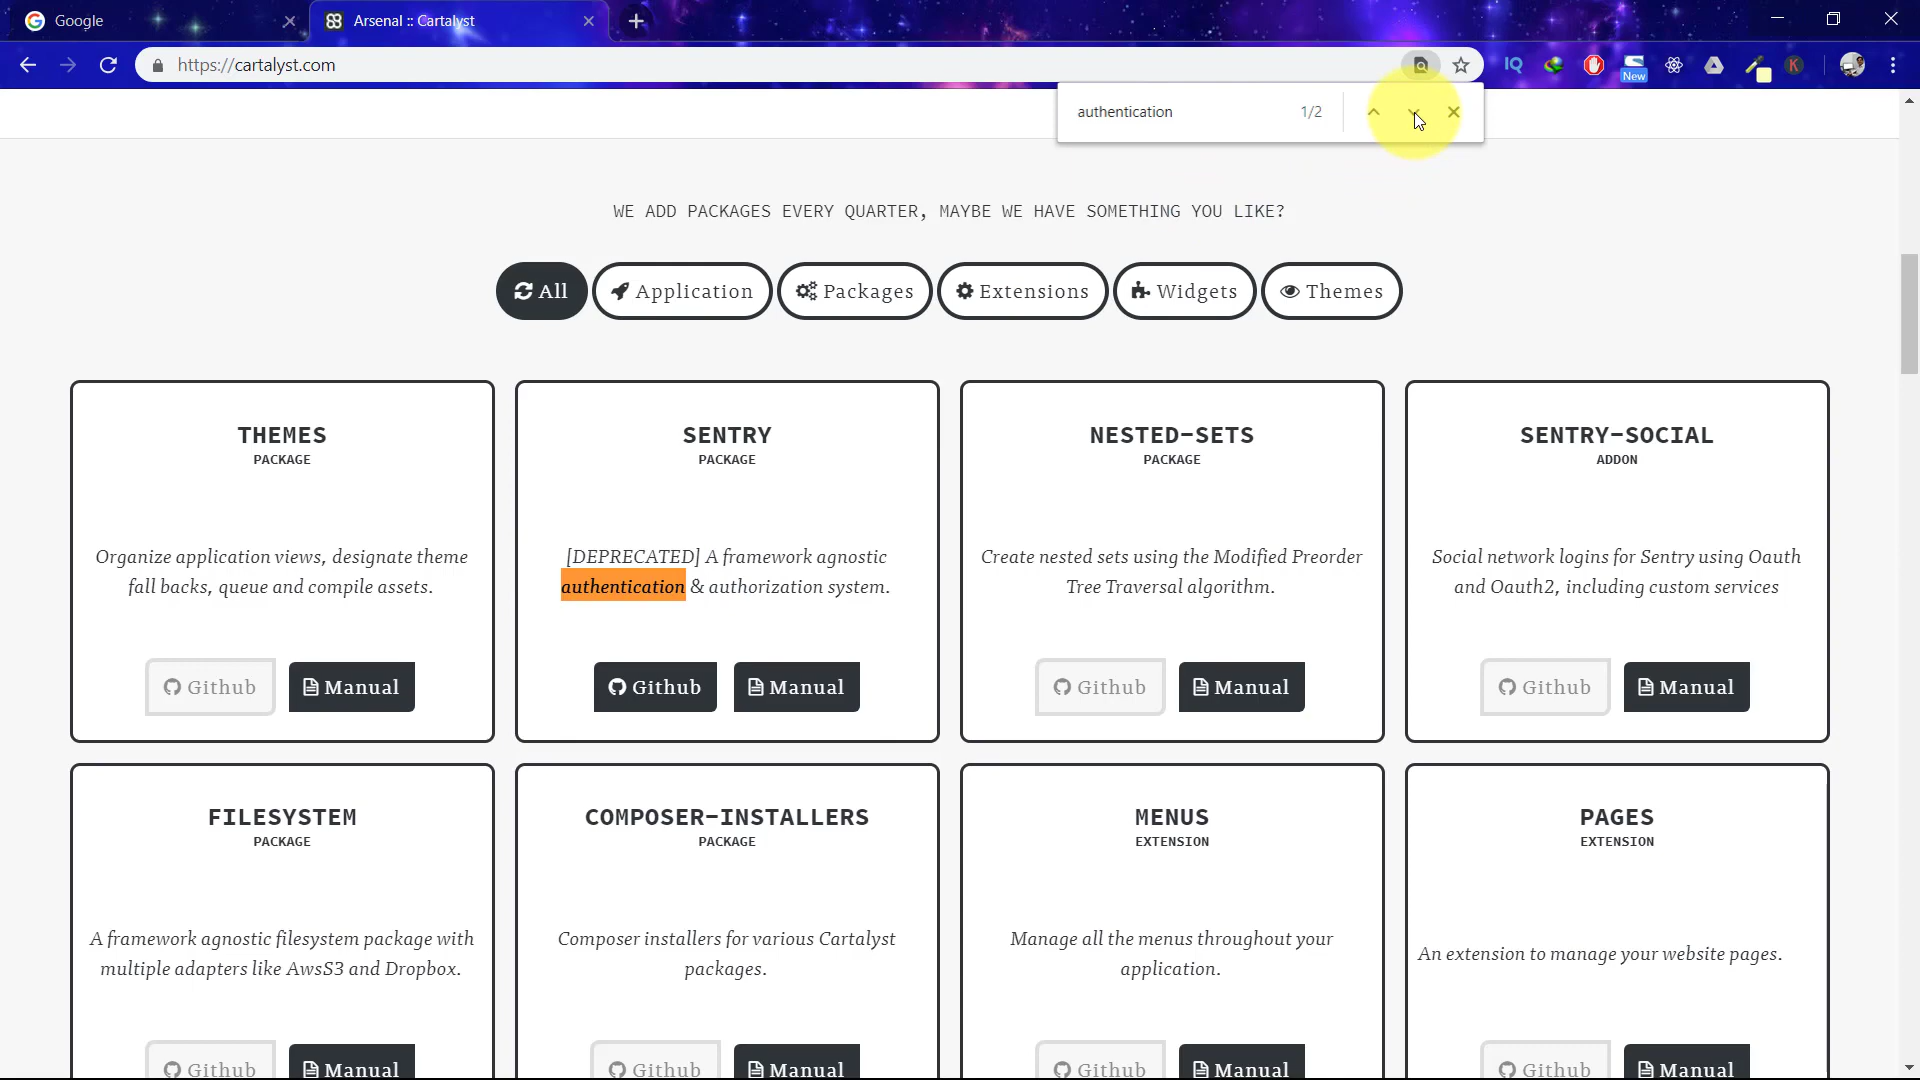 Google
Arsenal :: Cartalyst
https://cartalyst.com
New
authentication 1/2
WE ADD PACKAGES EVERY QUARTER, MAYBE WE HAVE SOMETHING YOU LIKE?
All
Application
Packages
Extensions
Widgets
Themes
THEMES
PACKAGE
Organize application views, designate theme
fall backs, queue and compile assets.
Github
Manual
SENTRY
PACKAGE
[DEPRECATED] A framework agnostic
authentication & authorization system.
Github
Manual
NESTED-SETS
PACKAGE
Create nested sets using the Modified Preorder
Tree Traversal algorithm.
Github
Manual
SENTRY-SOCIAL
ADDON
Social network logins for Sentry using Oauth
and Oauth2, including custom services
Github
Manual
FILESYSTEM
PACKAGE
A framework agnostic filesystem package with
multiple adapters like AwsS3 and Dropbox.
Github
Manual
COMPOSER-INSTALLERS
PACKAGE
Composer installers for various Cartalyst
packages.
Github
Manual
MENUS
EXTENSION
Manage all the menus throughout your
application.
Github
Manual
PAGES
EXTENSION
An extension to manage your website pages.
Github
Manual